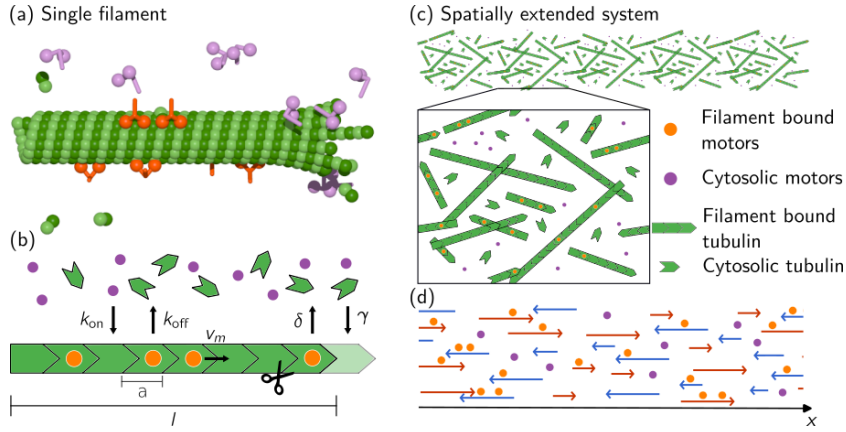 (a) Single filament
(b)
k_on
k_off
v_m
δ
γ
a
l
(c) Spatially extended system
Filament bound
motors
Cytosolic motors
Filament bound
tubulin
Cytosolic tubulin
(d)
x